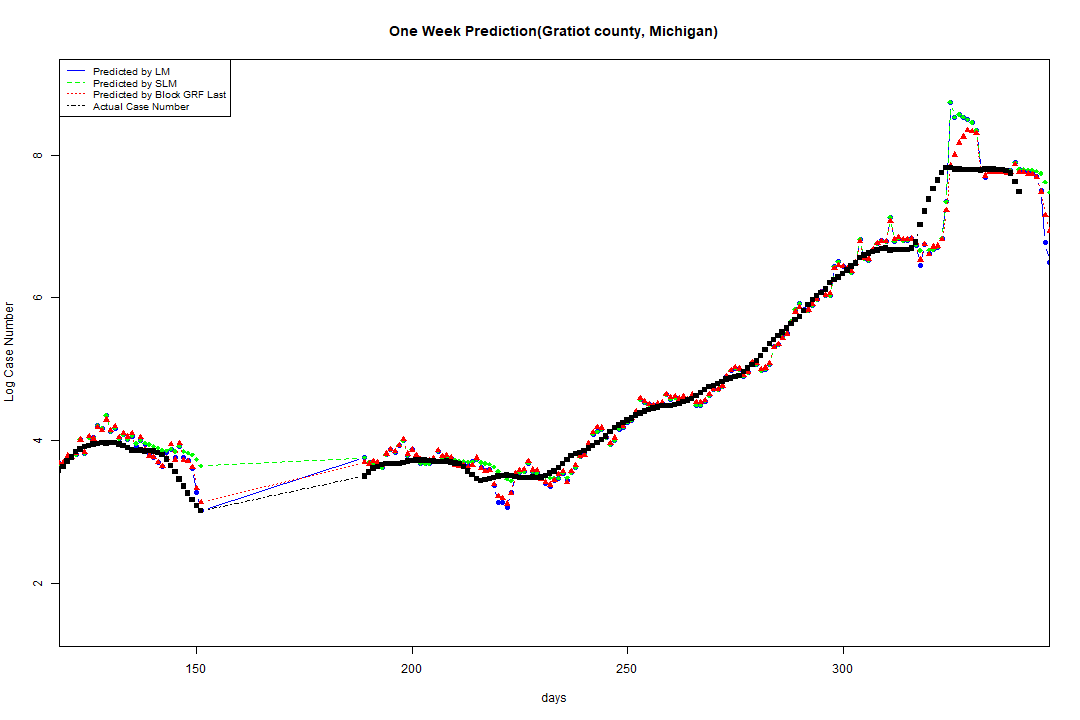 One Week Prediction(Gratiot county, Michigan)
Predicted by LM
Predicted by SLM
Predicted by Block GRF Last
Actual Case Number
8
6
4
2
Log Case Number
150 200 250 300
days